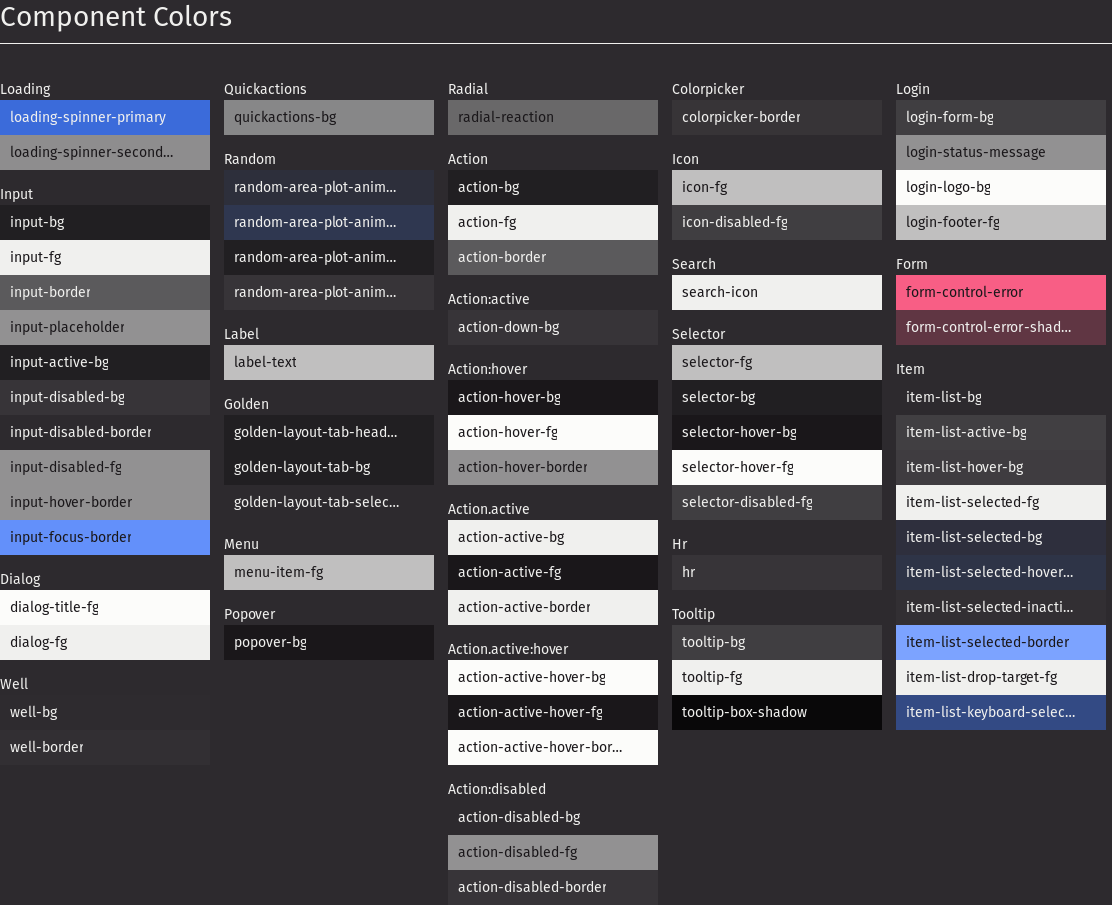 Component Colors
Loading
loading-spinner-primary
loading-spinner-second...
Input
input-bg
input-fg
input-border
input-placeholder
input-active-bg
input-disabled-bg
input-disabled-border
input-disabled-fg
input-hover-border
input-focus-border
Dialog
dialog-title-fg
dialog-fg
Well
well-bg
well-border
Quickactions
quickactions-bg
Random
random-area-plot-anim...
random-area-plot-anim...
random-area-plot-anim...
random-area-plot-anim...
Label
label-text
Golden
golden-layout-tab-head...
golden-layout-tab-bg
golden-layout-tab-selec...
Menu
menu-item-fg
Popover
popover-bg
Radial
radial-reaction
Action
action-bg
action-fg
action-border
Action:active
action-down-bg
Action:hover
action-hover-bg
action-hover-fg
action-hover-border
Action.active
action-active-bg
action-active-fg
action-active-border
Action.active:hover
action-active-hover-bg
action-active-hover-fg
action-active-hover-bor...
Action:disabled
action-disabled-bg
action-disabled-fg
action-disabled-border
Colorpicker
colorpicker-border
Icon
icon-fg
icon-disabled-fg
Search
search-icon
Selector
selector-fg
selector-bg
selector-hover-bg
selector-hover-fg
selector-disabled-fg
Hr
hr
Tooltip
tooltip-bg
tooltip-fg
tooltip-box-shadow
Login
login-form-bg
login-status-message
login-logo-bg
login-footer-fg
Form
form-control-error
form-control-error-shad...
Item
item-list-bg
item-list-active-bg
item-list-hover-bg
item-list-selected-fg
item-list-selected-bg
item-list-selected-hover...
item-list-selected-inacti...
item-list-selected-border
item-list-drop-target-fg
item-list-keyboard-selec...